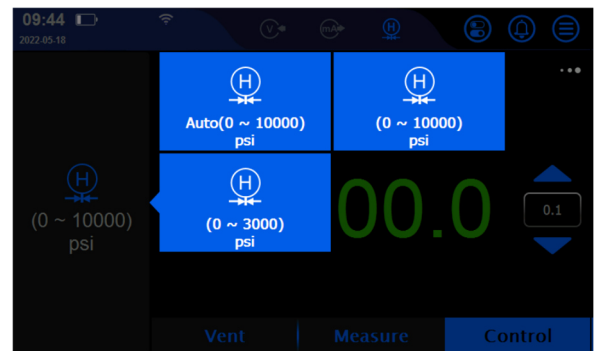 09:44
2022-05-18
V
mA
H
H
Auto(0 ~ 10000)
psi
H
(0 ~ 10000)
psi
H
(0 ~ 10000)
psi
H
(0 ~ 3000)
psi
00.0
0.1
Vent
Measure
Control